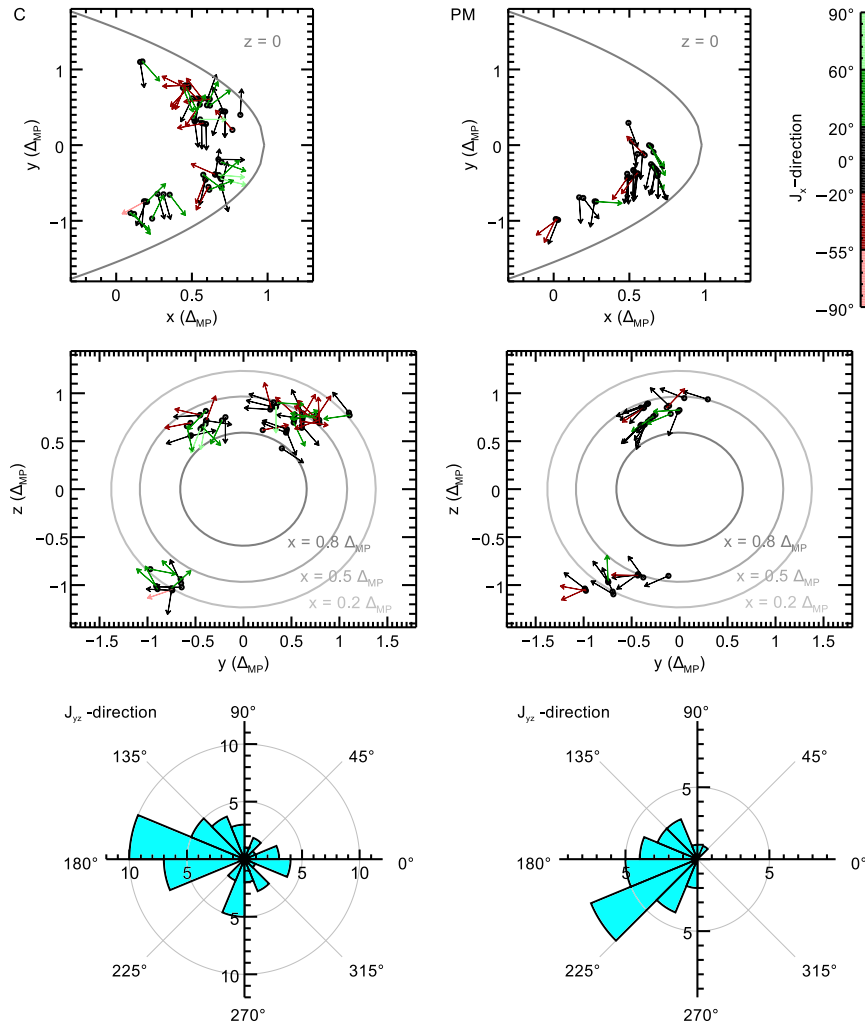 C
PM
z = 0
z = 0
1
0
−1
y (Δ_MP)
0
0.5
1
x (Δ_MP)
1
0
−1
y (Δ_MP)
0
0.5
1
x (Δ_MP)
90°
60°
20°
0°
−20°
−55°
−90°
J_x-direction
1
0.5
0
−0.5
−1
z (Δ_MP)
x = 0.8 Δ_MP
x = 0.5 Δ_MP
x = 0.2 Δ_MP
−1.5 −1 −0.5 0 0.5 1 1.5
y (Δ_MP)
1
0.5
0
−0.5
−1
z (Δ_MP)
x = 0.8 Δ_MP
x = 0.5 Δ_MP
x = 0.2 Δ_MP
−1.5 −1 −0.5 0 0.5 1 1.5
y (Δ_MP)
J_yz -direction
90°
135°
45°
10
5
180°
0°
10 5 5 10
5
10
225°
315°
270°
J_yz -direction
90°
135°
45°
5
180°
0°
5 5
5
225°
315°
270°